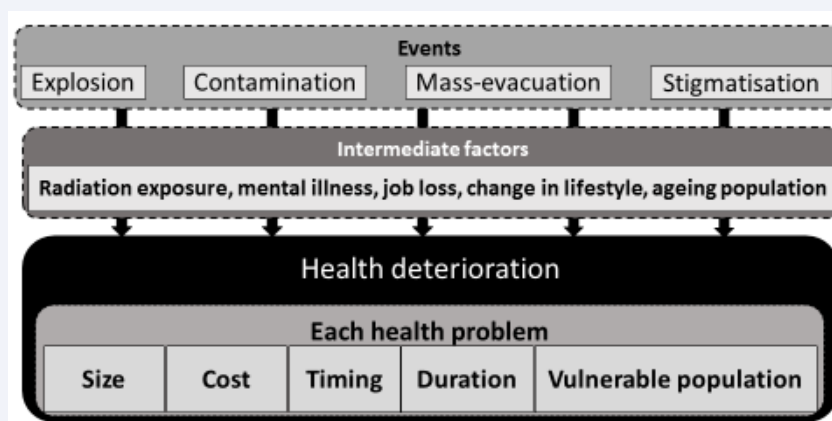 Events
Explosion Contamination Mass-evacuation Stigmatisation
Intermediate factors
Radiation exposure, mental illness, job loss, change in lifestyle, ageing population
Health deterioration
Each health problem
Size Cost Timing Duration Vulnerable population